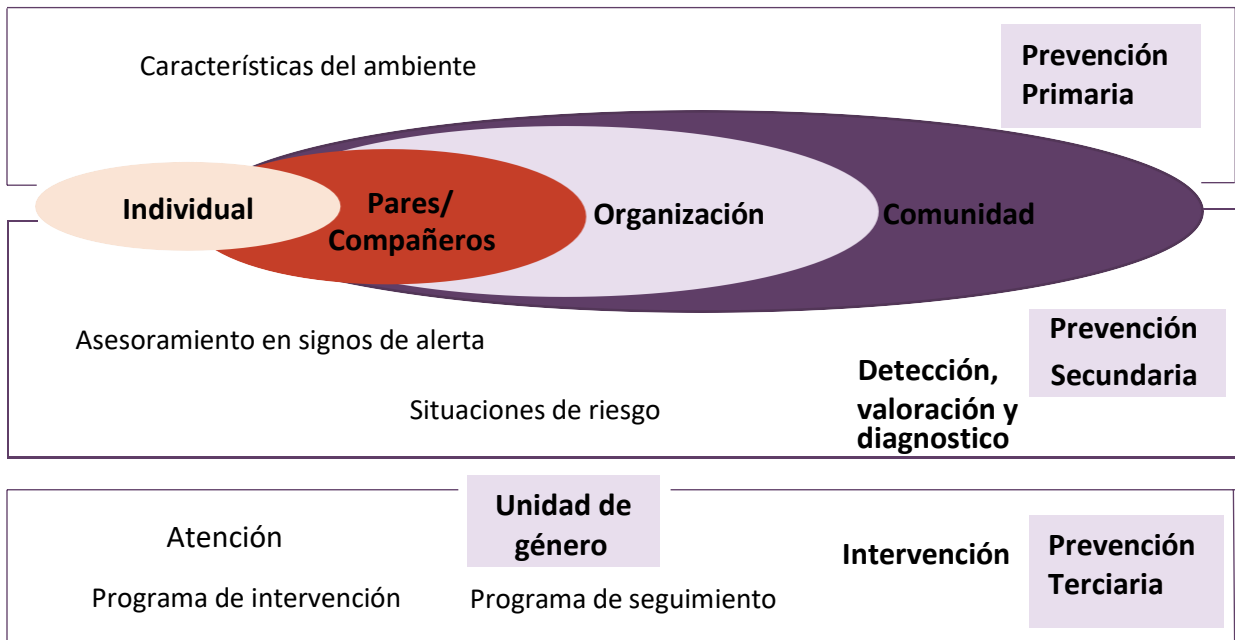 Características del ambiente
Prevención
Primaria
Individual
Pares/
Compañeros
Organización
Comunidad
Asesoramiento en signos de alerta
Situaciones de riesgo
Detección,
valoración y
diagnostico
Prevención
Secundaria
Unidad de
género
Atención
Intervención
Prevención
Terciaria
Programa de intervención
Programa de seguimiento